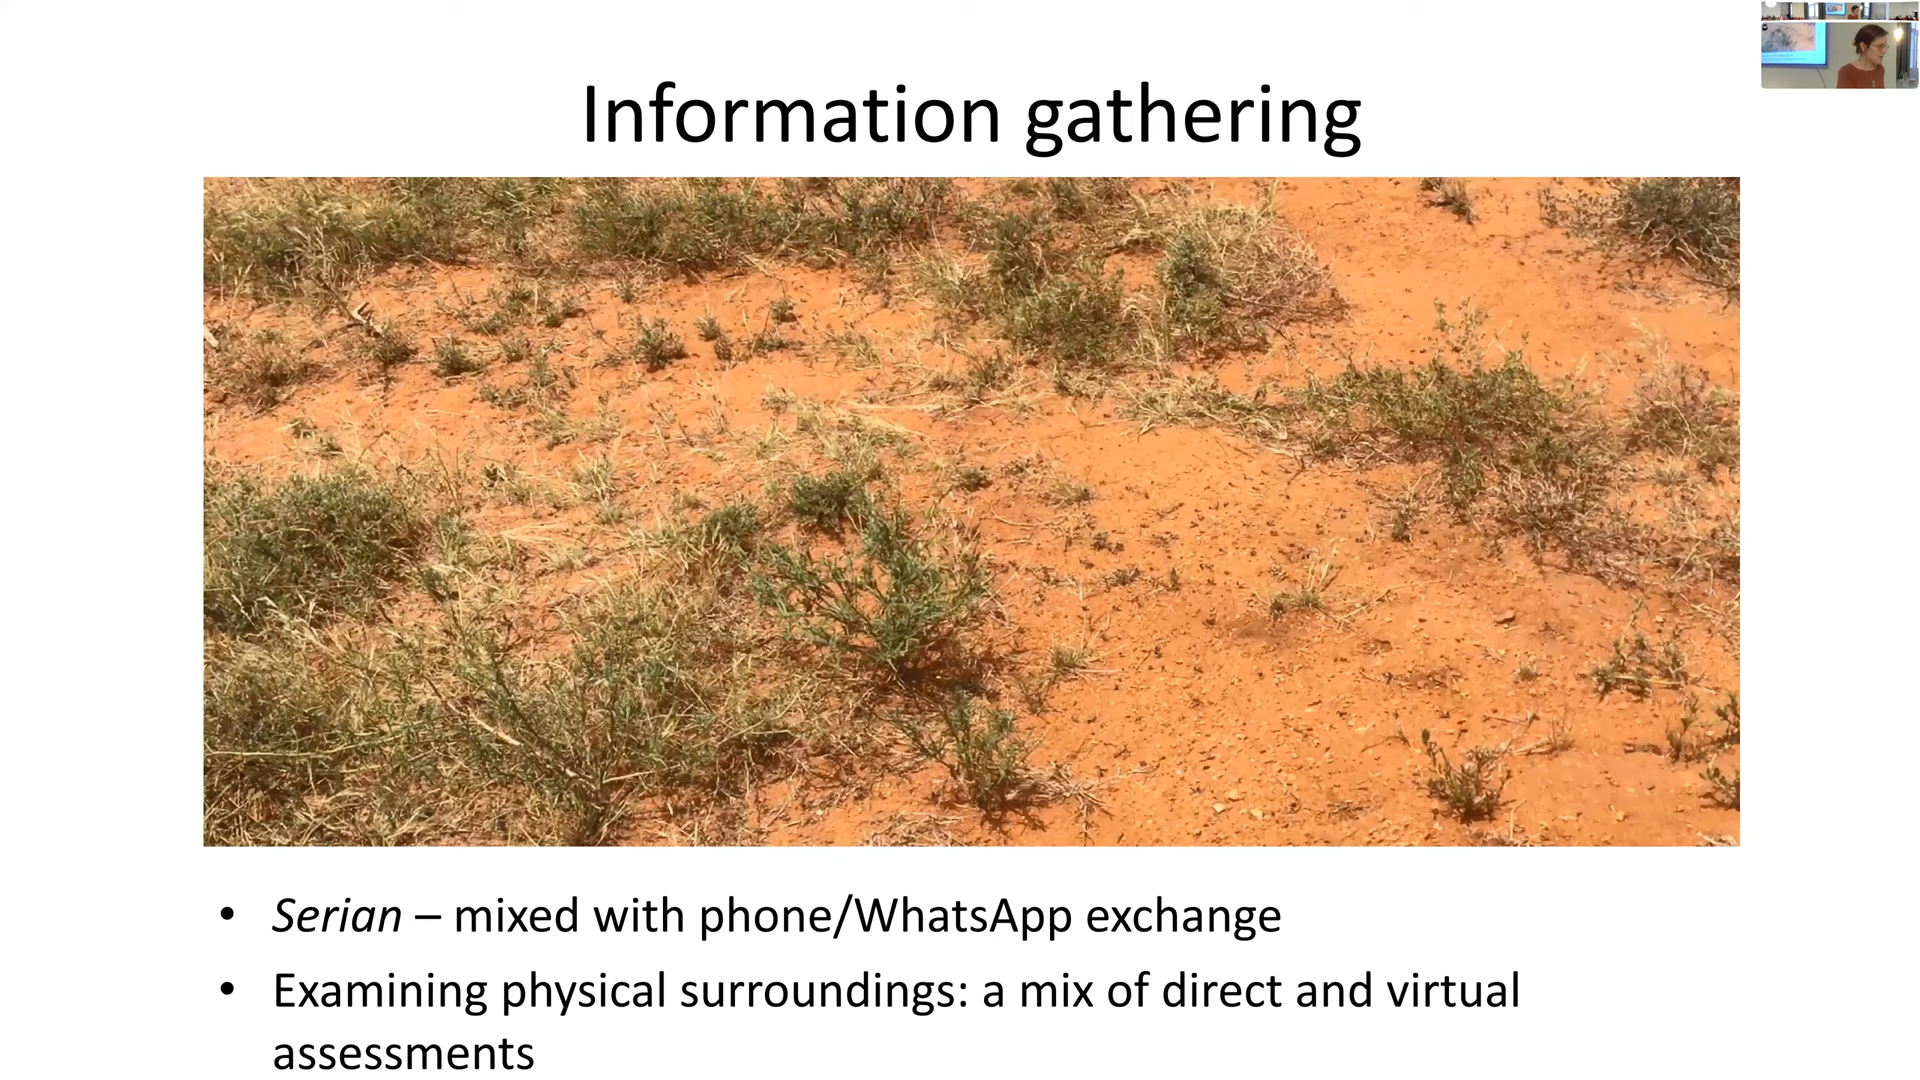 Information gathering
• Serian – mixed with phone/WhatsApp exchange
• Examining physical surroundings: a mix of direct and virtual
assessments